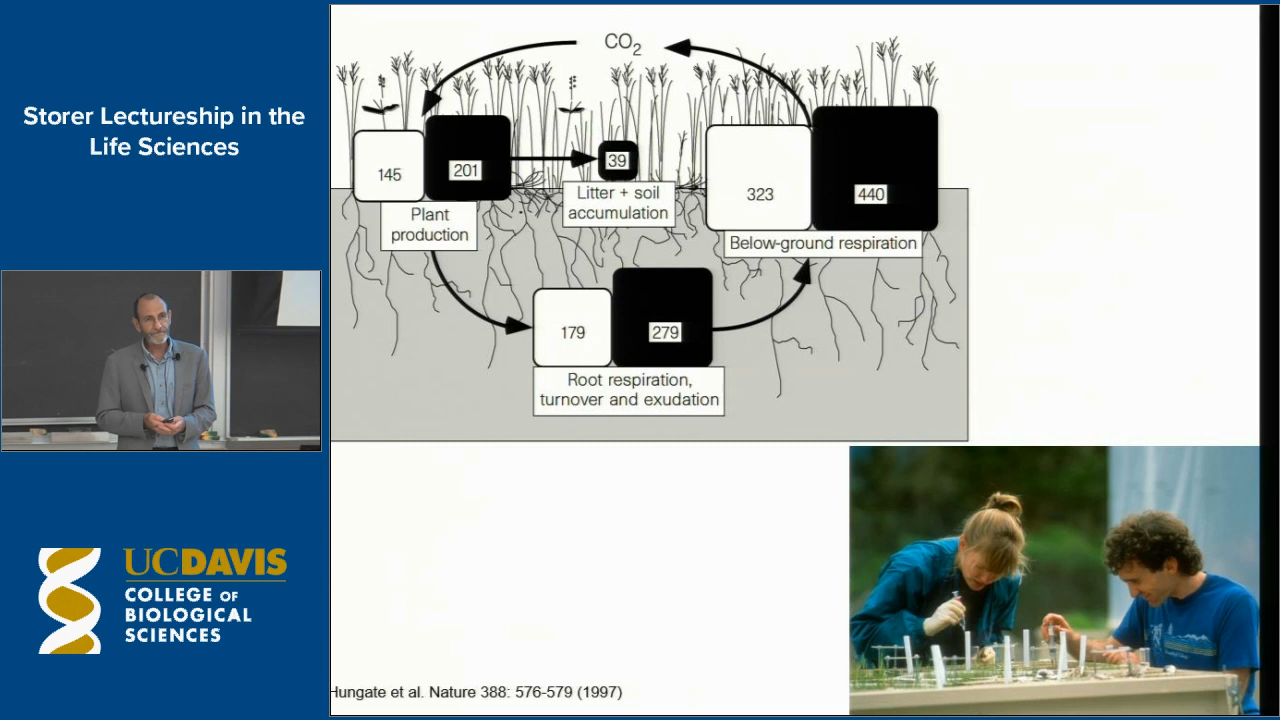 Storer Lectureship in the
Life Sciences
UCDAVIS
COLLEGE OF
BIOLOGICAL
SCIENCES
CO2
145
201
39
323
440
Plant
production
Litter + soil
accumulation
Below-ground respiration
179
279
Root respiration,
turnover and exudation
Hungate et al. Nature 388: 576-579 (1997)